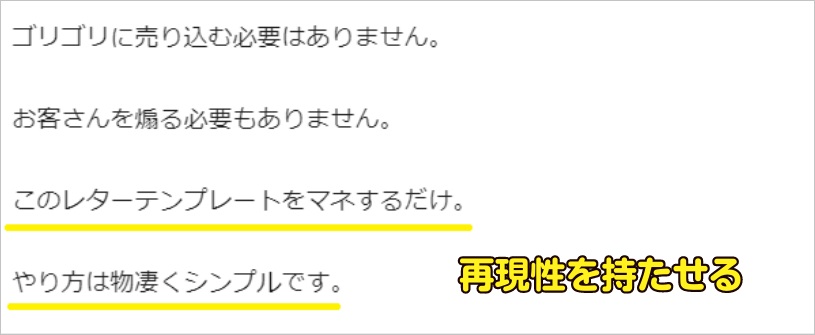 ゴリゴリに売り込む必要はありません。
お客さんを煽る必要もありません。
このレターテンプレートをマネするだけ。
やり方は物凄くシンプルです。
再現性を持たせる